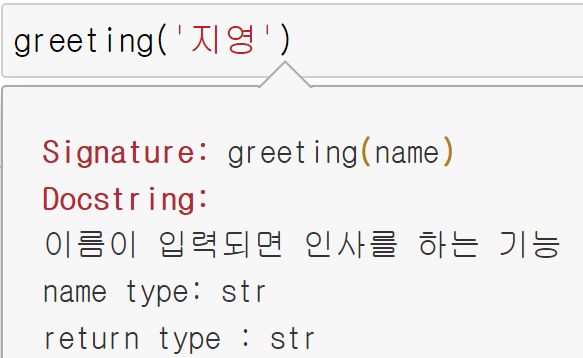 greeting('지영')
Signature: greeting(name)
Docstring:
이름이 입력되면 인사를 하는 기능
name type: str
return type : str